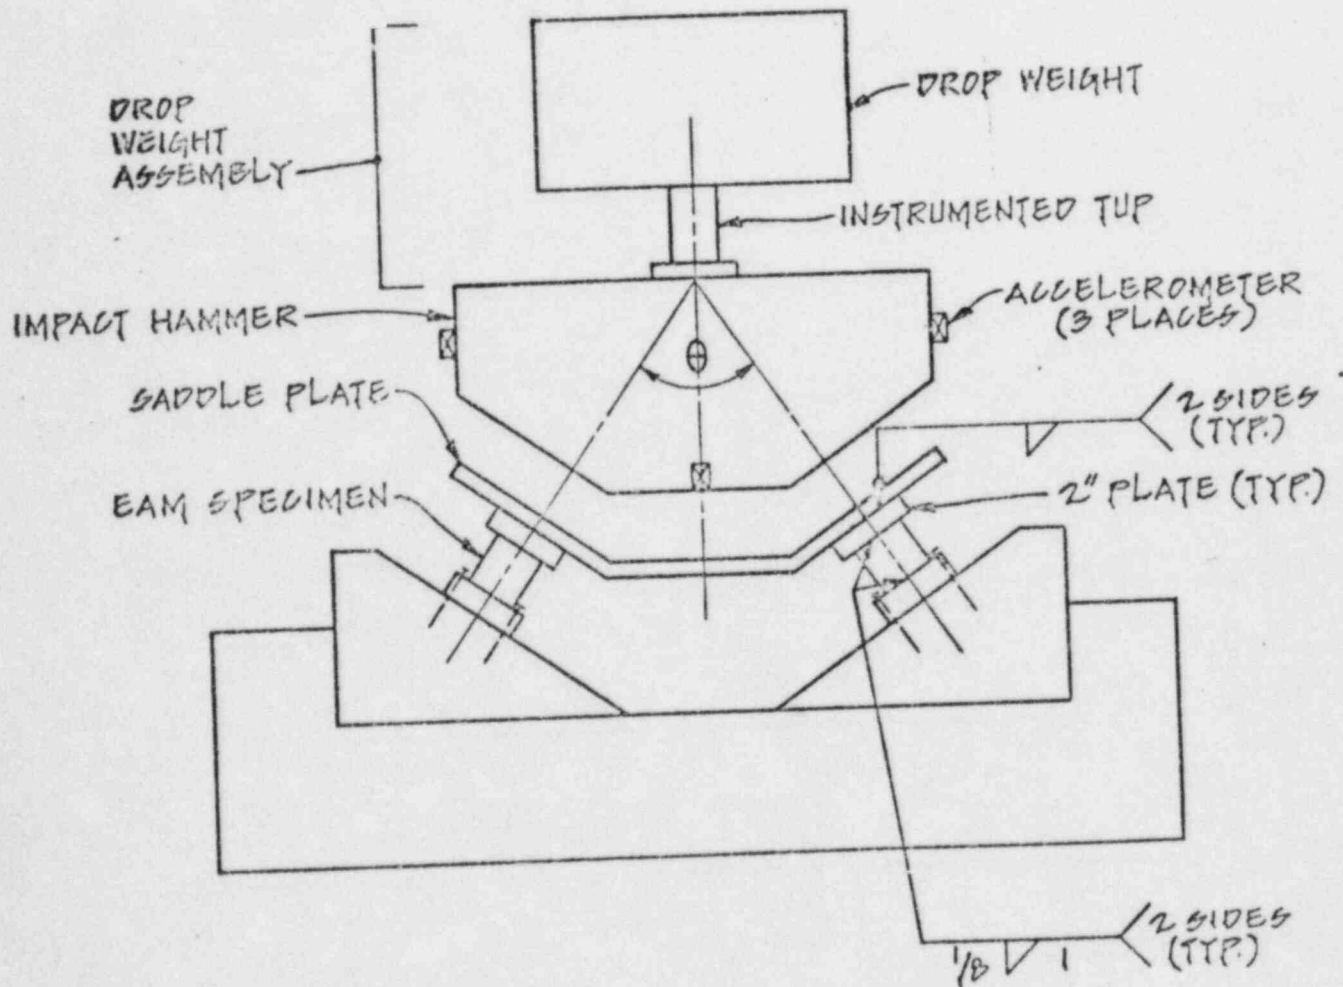 DROP
WEIGHT
ASSEMBLY
DROP WEIGHT
INSTRUMENTED TUP
IMPACT HAMMER
ACCELEROMETER
(3 PLACES)
θ
SADDLE PLATE
2 SIDES
(TYP.)
EAM SPECIMEN
2" PLATE (TYP.)
2 SIDES
(TYP.)
1/8 1